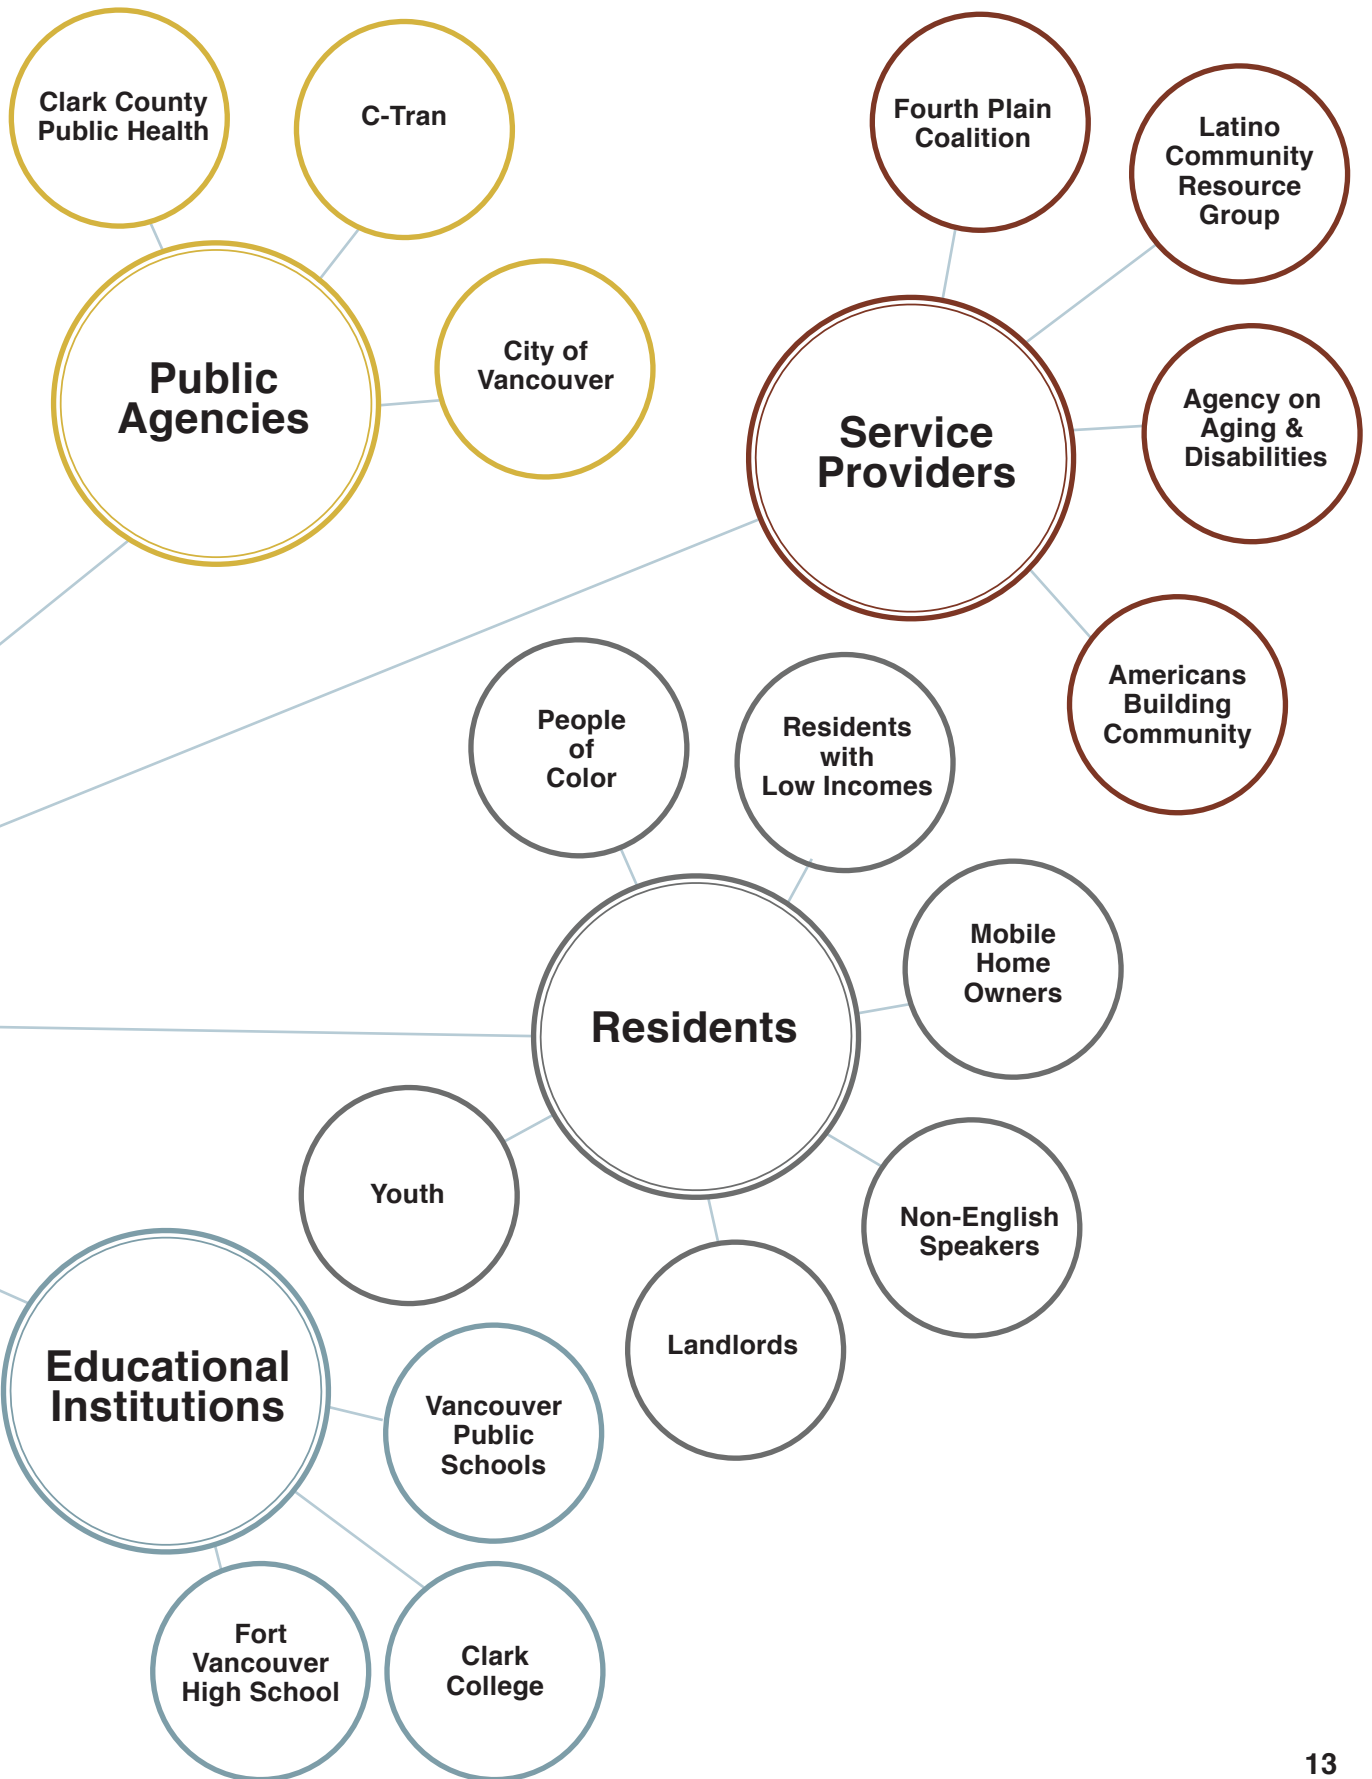 Clark County
Public Health
C-Tran
City of
Vancouver
Public
Agencies
Fourth Plain
Coalition
Latino
Community
Resource
Group
Agency on
Aging &
Disabilities
Service
Providers
Americans
Building
Community
People
of
Color
Residents
with
Low Incomes
Mobile
Home
Owners
Residents
Youth
Non-English
Speakers
Landlords
Educational
Institutions
Vancouver
Public
Schools
Fort
Vancouver
High School
Clark
College
13